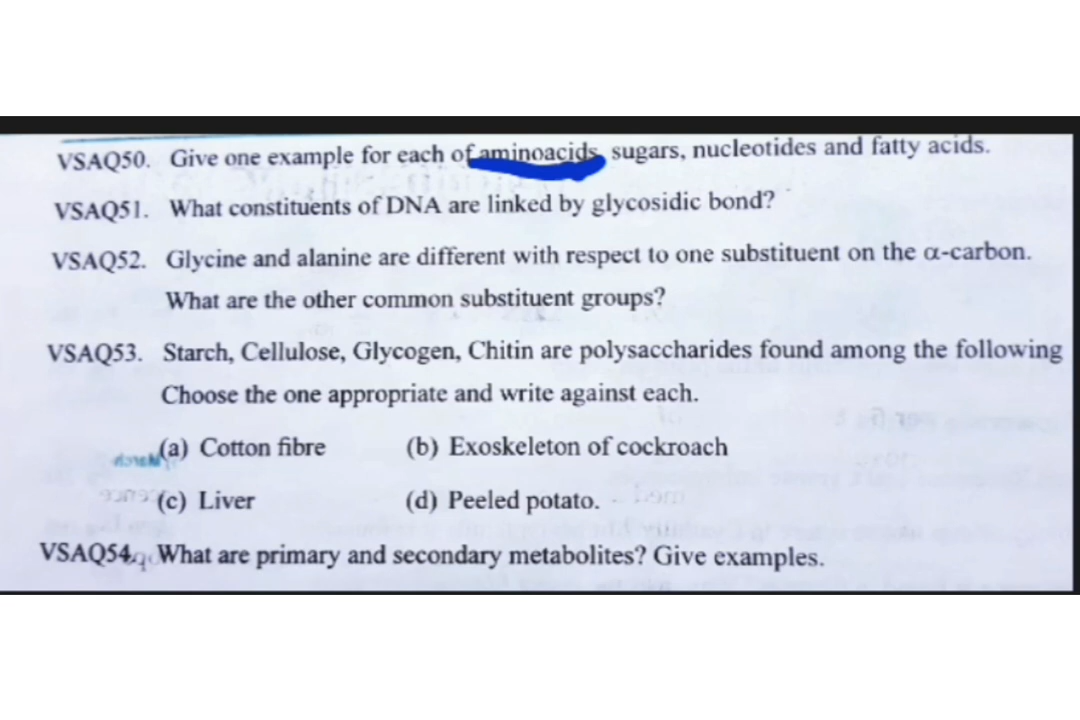 VSAQ50. Give one example for each of aminoacids, sugars, nucleotides and fatty acids.
VSAQ51. What constituents of DNA are linked by glycosidic bond?
VSAQ52. Glycine and alanine are different with respect to one substituent on the α-carbon.
What are the other common substituent groups?
VSAQ53. Starch, Cellulose, Glycogen, Chitin are polysaccharides found among the following
Choose the one appropriate and write against each.
(a) Cotton fibre (b) Exoskeleton of cockroach
(c) Liver (d) Peeled potato.
VSAQ54. What are primary and secondary metabolites? Give examples.